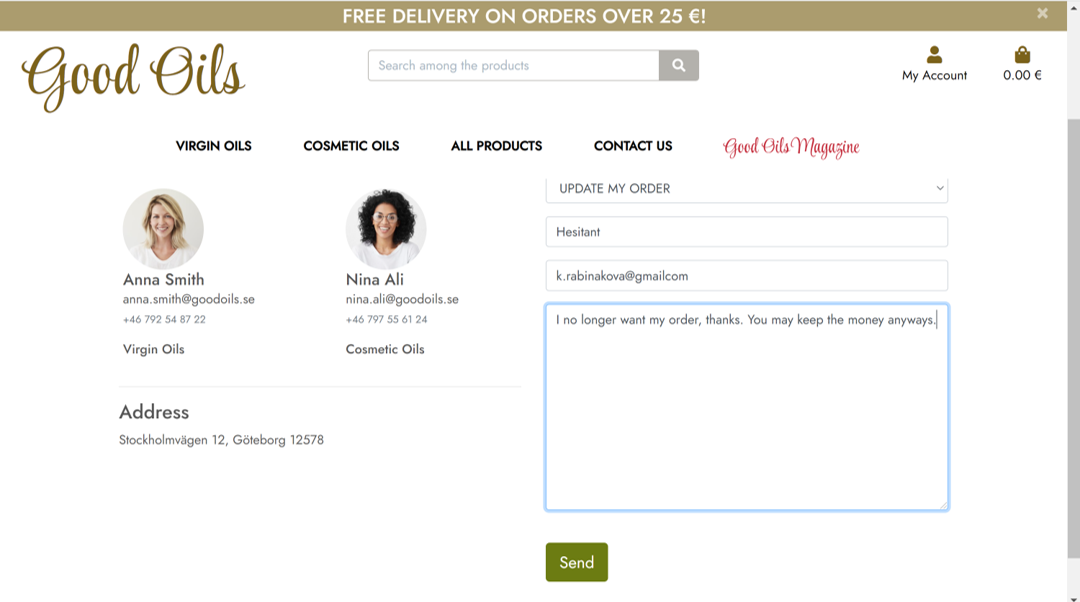 FREE DELIVERY ON ORDERS OVER 25 €!
Good Oils
Search among the products
My Account
0.00 €
VIRGIN OILS
COSMETIC OILS
ALL PRODUCTS
CONTACT US
Good Oils Magazine
Anna Smith
anna.smith@goodoils.se
+46 792 54 87 22
Virgin Oils
Nina Ali
nina.ali@goodoils.se
+46 797 55 61 24
Cosmetic Oils
Address
Stockholmvägen 12, Göteborg 12578
UPDATE MY ORDER
Hesitant
k.rabinakova@gmailcom
I no longer want my order, thanks. You may keep the money anyways.
Send